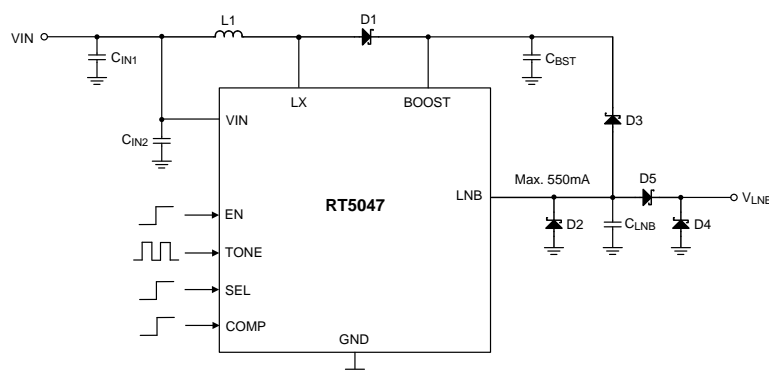 L1
D1
VIN
CIN1
CBST
LX
BOOST
VIN
D3
CIN2
Max. 550mA
D5
LNB
VLNB
RT5047
EN
D2
CLNB
D4
TONE
SEL
COMP
GND